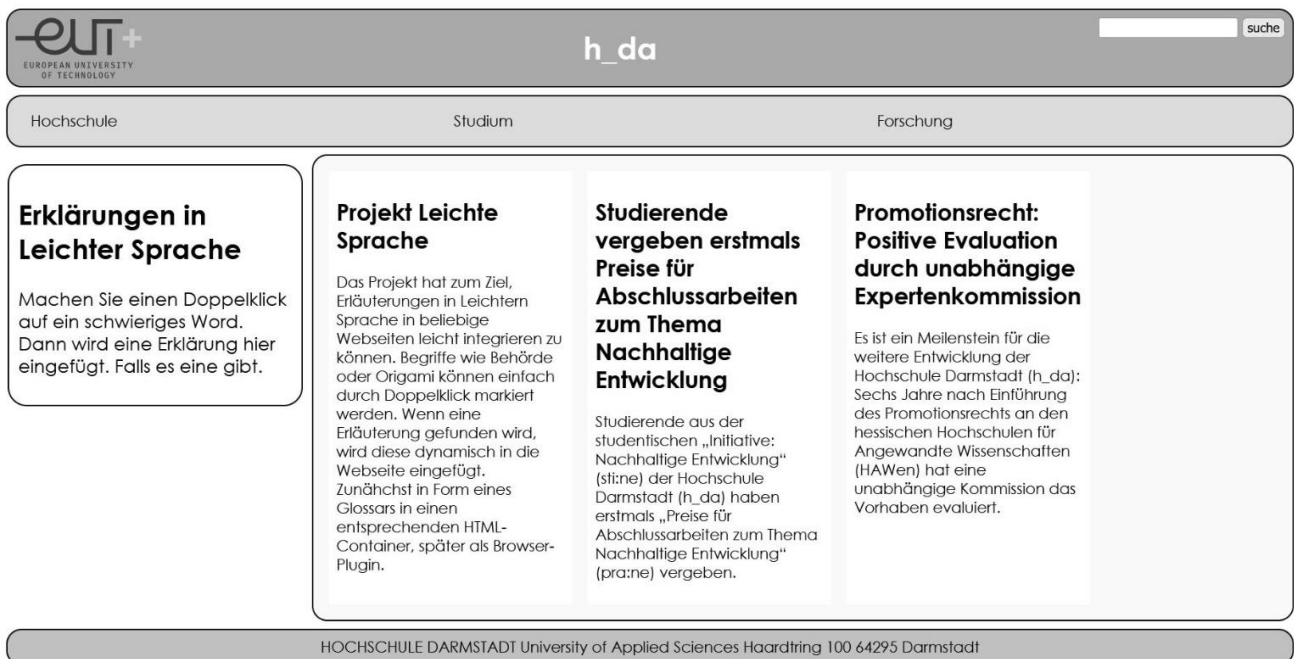 eut+
EUROPEAN UNIVERSITY
OF TECHNOLOGY
h_da
suche
Hochschule
Studium
Forschung
Erklärungen in
Leichter Sprache
Machen Sie einen Doppelklick
auf ein schwieriges Word.
Dann wird eine Erklärung hier
eingefügt. Falls es eine gibt.
Projekt Leichte
Sprache
Das Projekt hat zum Ziel,
Erläuterungen in Leichtern
Sprache in beliebige
Webseiten leicht integrieren zu
können. Begriffe wie Behörde
oder Origami können einfach
durch Doppelklick markiert
werden. Wenn eine
Erläuterung gefunden wird,
wird diese dynamisch in die
Webseite eingefügt.
Zunähchst in Form eines
Glossars in einen
entsprechenden HTML-
Container, später als Browser-
Plugin.
Studierende
vergeben erstmals
Preise für
Abschlussarbeiten
zum Thema
Nachhaltige
Entwicklung
Studierende aus der
studentischen „Initiative:
Nachhaltige Entwicklung“
(sti:ne) der Hochschule
Darmstadt (h_da) haben
erstmals „Preise für
Abschlussarbeiten zum Thema
Nachhaltige Entwicklung“
(pra:ne) vergeben.
Promotionsrecht:
Positive Evaluation
durch unabhängige
Expertenkommission
Es ist ein Meilenstein für die
weitere Entwicklung der
Hochschule Darmstadt (h_da):
Sechs Jahre nach Einführung
des Promotionsrechts an den
hessischen Hochschulen für
Angewandte Wissenschaften
(HAWen) hat eine
unabhängige Kommission das
Vorhaben evaluiert.
HOCHSCHULE DARMSTADT University of Applied Sciences Haardtring 100 64295 Darmstadt